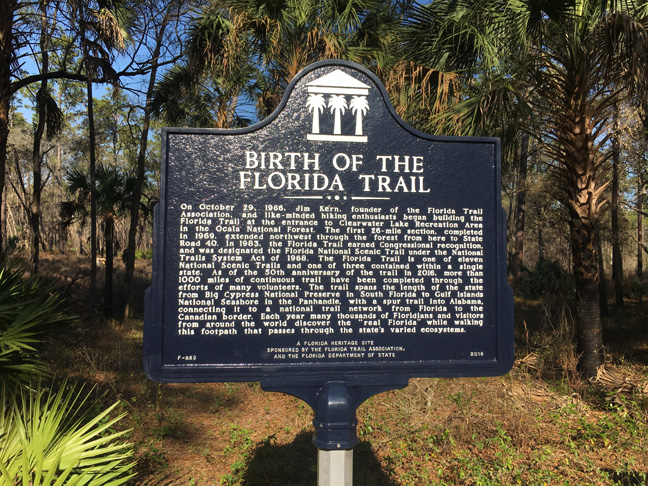 BIRTH OF THE
FLORIDA TRAIL
On October 29, 1966, Jim Kern, founder of the Florida Trail
Association, and like-minded hiking enthusiasts began building the
Florida Trail at the entrance to Clearwater Lake Recreation Area
in the Ocala National Forest. The first 26-mile section, completed
in 1969, extended northwest through the forest from here to State
Road 40. In 1983, the Florida Trail earned Congressional recognition,
and was designated the Florida National Scenic Trail under the National
Trails System Act of 1968. The Florida Trail is one of eleven
National Scenic Trails and one of three contained within a single
state. As of the 50th anniversary of the trail in 2016, more than
1000 miles of continuous trail have been completed through the
efforts of many volunteers. The trail spans the length of the state
from Big Cypress National Preserve in South Florida to Gulf Islands
National Seashore in the Panhandle, with a spur trail into Alabama,
connecting it to a national trail network from Florida to the
Canadian border. Each year many thousands of Floridians and visitors
from around the world discover the "real Florida" while walking
this footpath that passes through the state's varied ecosystems.
A FLORIDA HERITAGE SITE
SPONSORED BY THE FLORIDA TRAIL ASSOCIATION,
F-883 AND THE FLORIDA DEPARTMENT OF STATE 2016